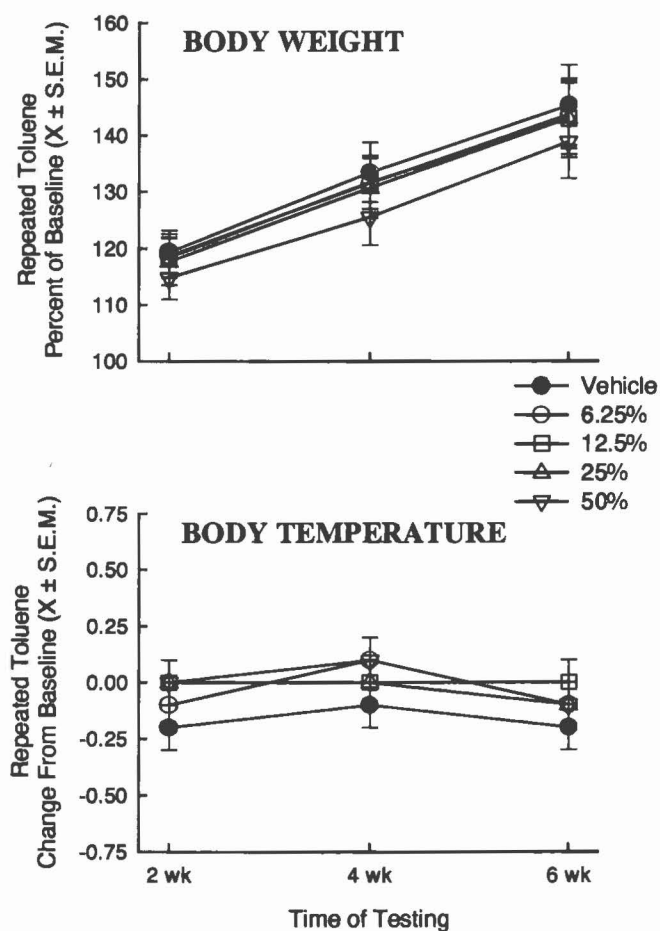 BODY WEIGHT
Repeated Toluene
Percent of Baseline (X ± S.E.M.)
160
150
140
130
120
110
100
Vehicle
6.25%
12.5%
25%
50%
BODY TEMPERATURE
Repeated Toluene
Change From Baseline (X ± S.E.M.)
0.75
0.50
0.25
0.00
-0.25
-0.50
-0.75
2 wk
4 wk
6 wk
Time of Testing